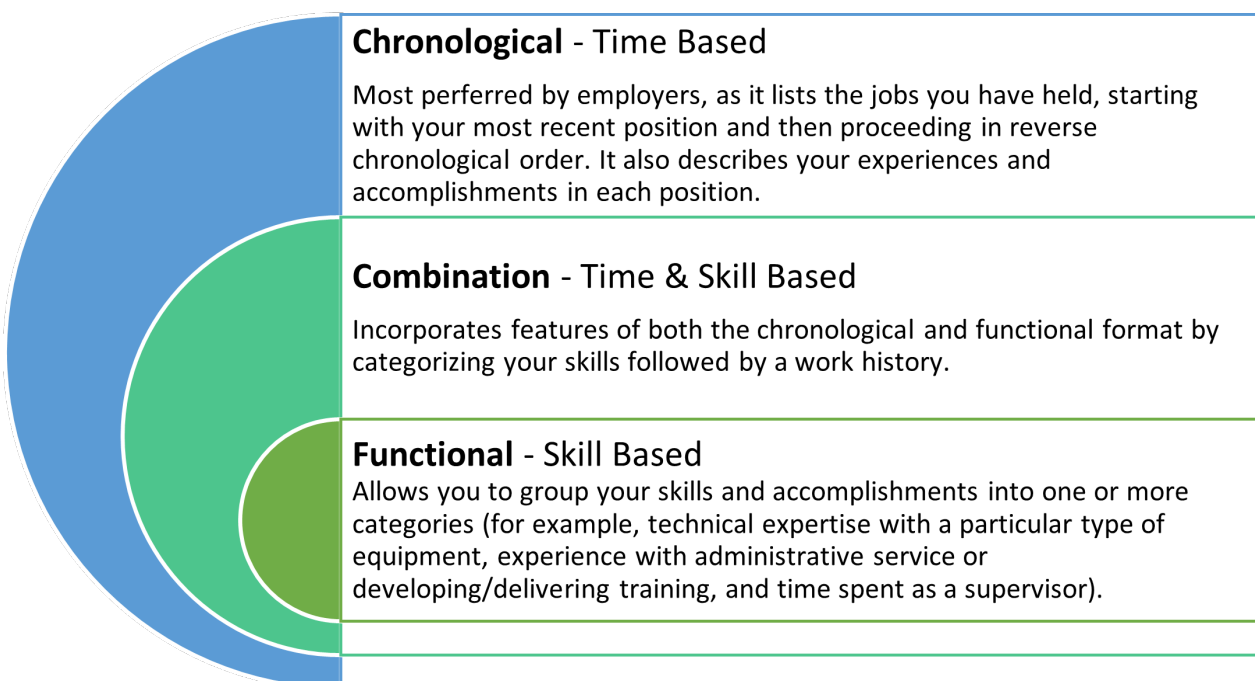 Chronological - Time Based
Most perferred by employers, as it lists the jobs you have held, starting
with your most recent position and then proceeding in reverse
chronological order. It also describes your experiences and
accomplishments in each position.
Combination - Time & Skill Based
Incorporates features of both the chronological and functional format by
categorizing your skills followed by a work history.
Functional - Skill Based
Allows you to group your skills and accomplishments into one or more
categories (for example, technical expertise with a particular type of
equipment, experience with administrative service or
developing/delivering training, and time spent as a supervisor).